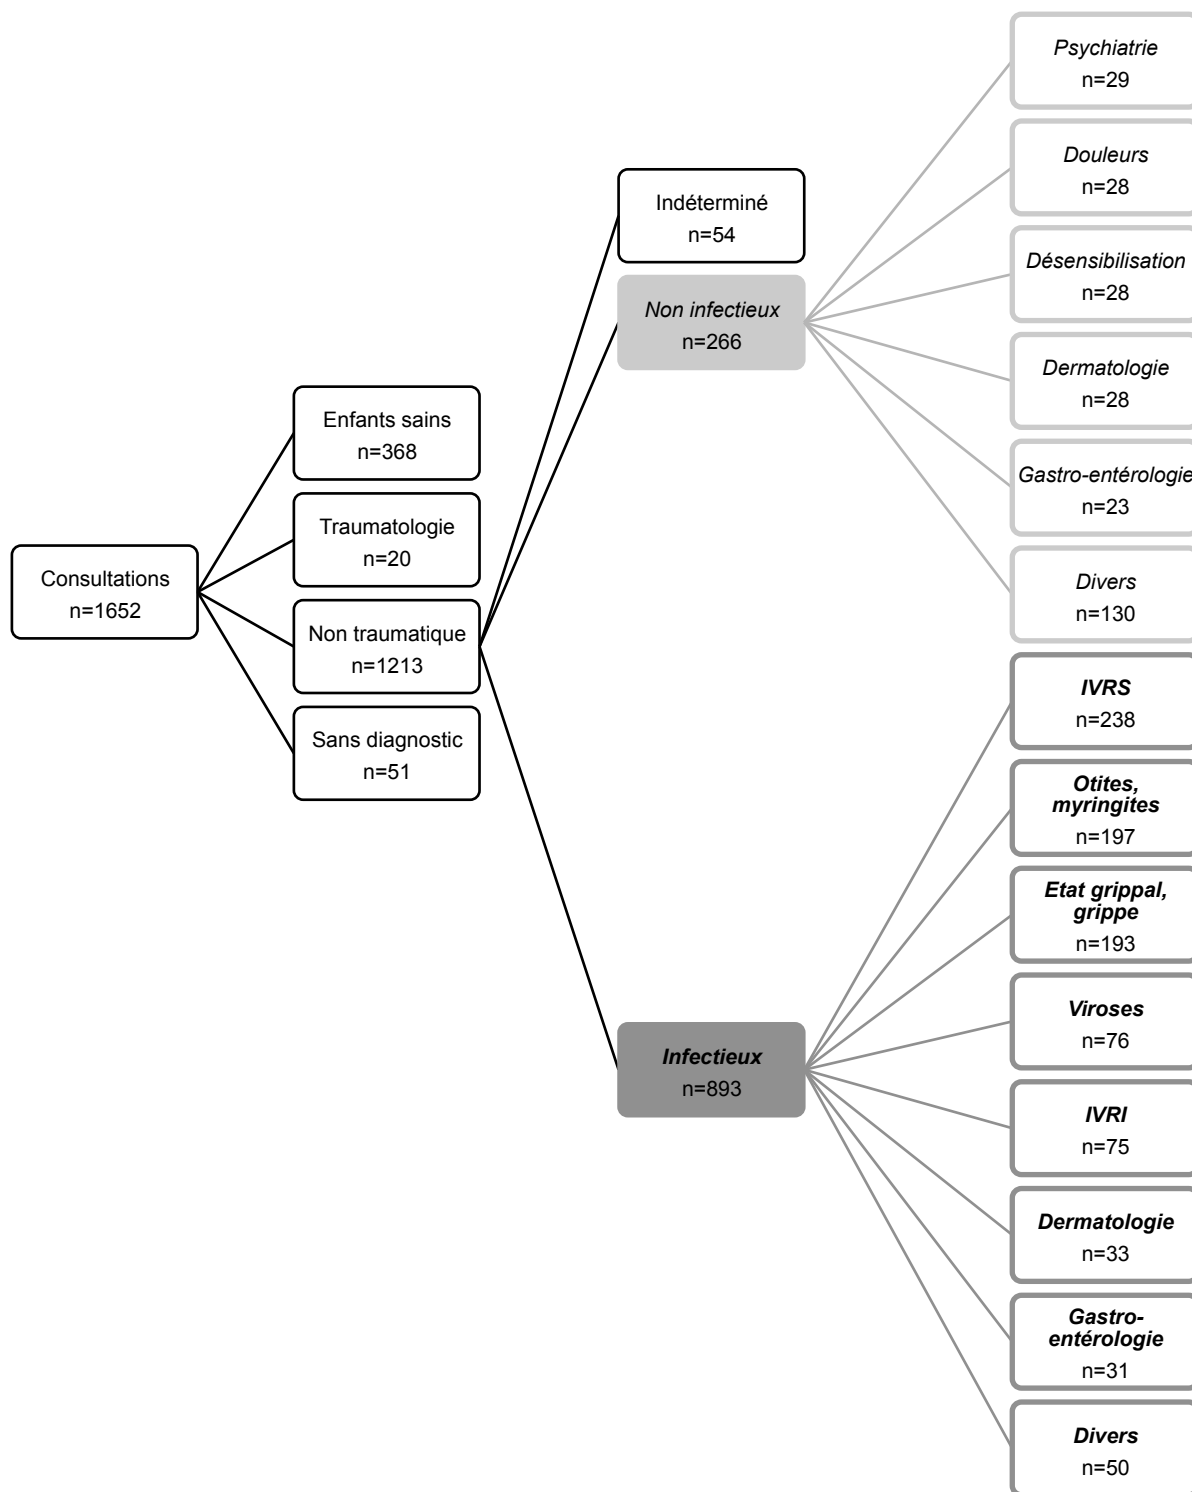 Consultations
n=1652
Enfants sains
n=368
Traumatologie
n=20
Non traumatique
n=1213
Sans diagnostic
n=51
Indéterminé
n=54
Non infectieux
n=266
Infectieux
n=893
Psychiatrie
n=29
Douleurs
n=28
Désensibilisation
n=28
Dermatologie
n=28
Gastro-entérologie
n=23
Divers
n=130
IVRS
n=238
Otites,
myringites
n=197
Etat grippal,
grippe
n=193
Viroses
n=76
IVRI
n=75
Dermatologie
n=33
Gastro-
entérologie
n=31
Divers
n=50